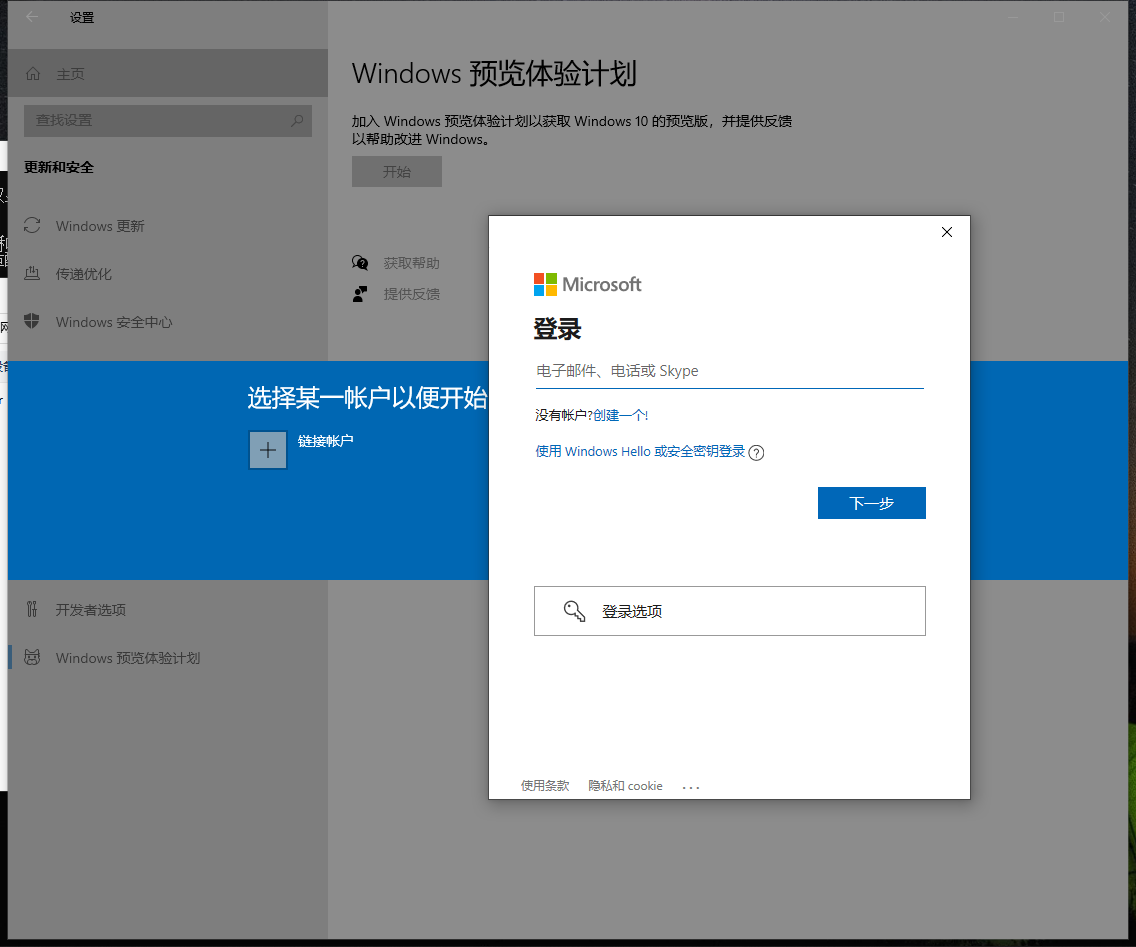 设置
主页
查找设置
更新和安全
Windows 更新
传递优化
Windows 安全中心
Windows 预览体验计划
加入 Windows 预览体验计划以获取 Windows 10 的预览版，并提供反馈
以帮助改进 Windows。
开始
获取帮助
提供反馈
选择某一帐户以便开始
链接帐户
Microsoft
登录
电子邮件、电话或 Skype
没有帐户?创建一个!
使用 Windows Hello 或安全密钥登录
下一步
登录选项
使用条款 隐私和 cookie ...
开发者选项
Windows 预览体验计划